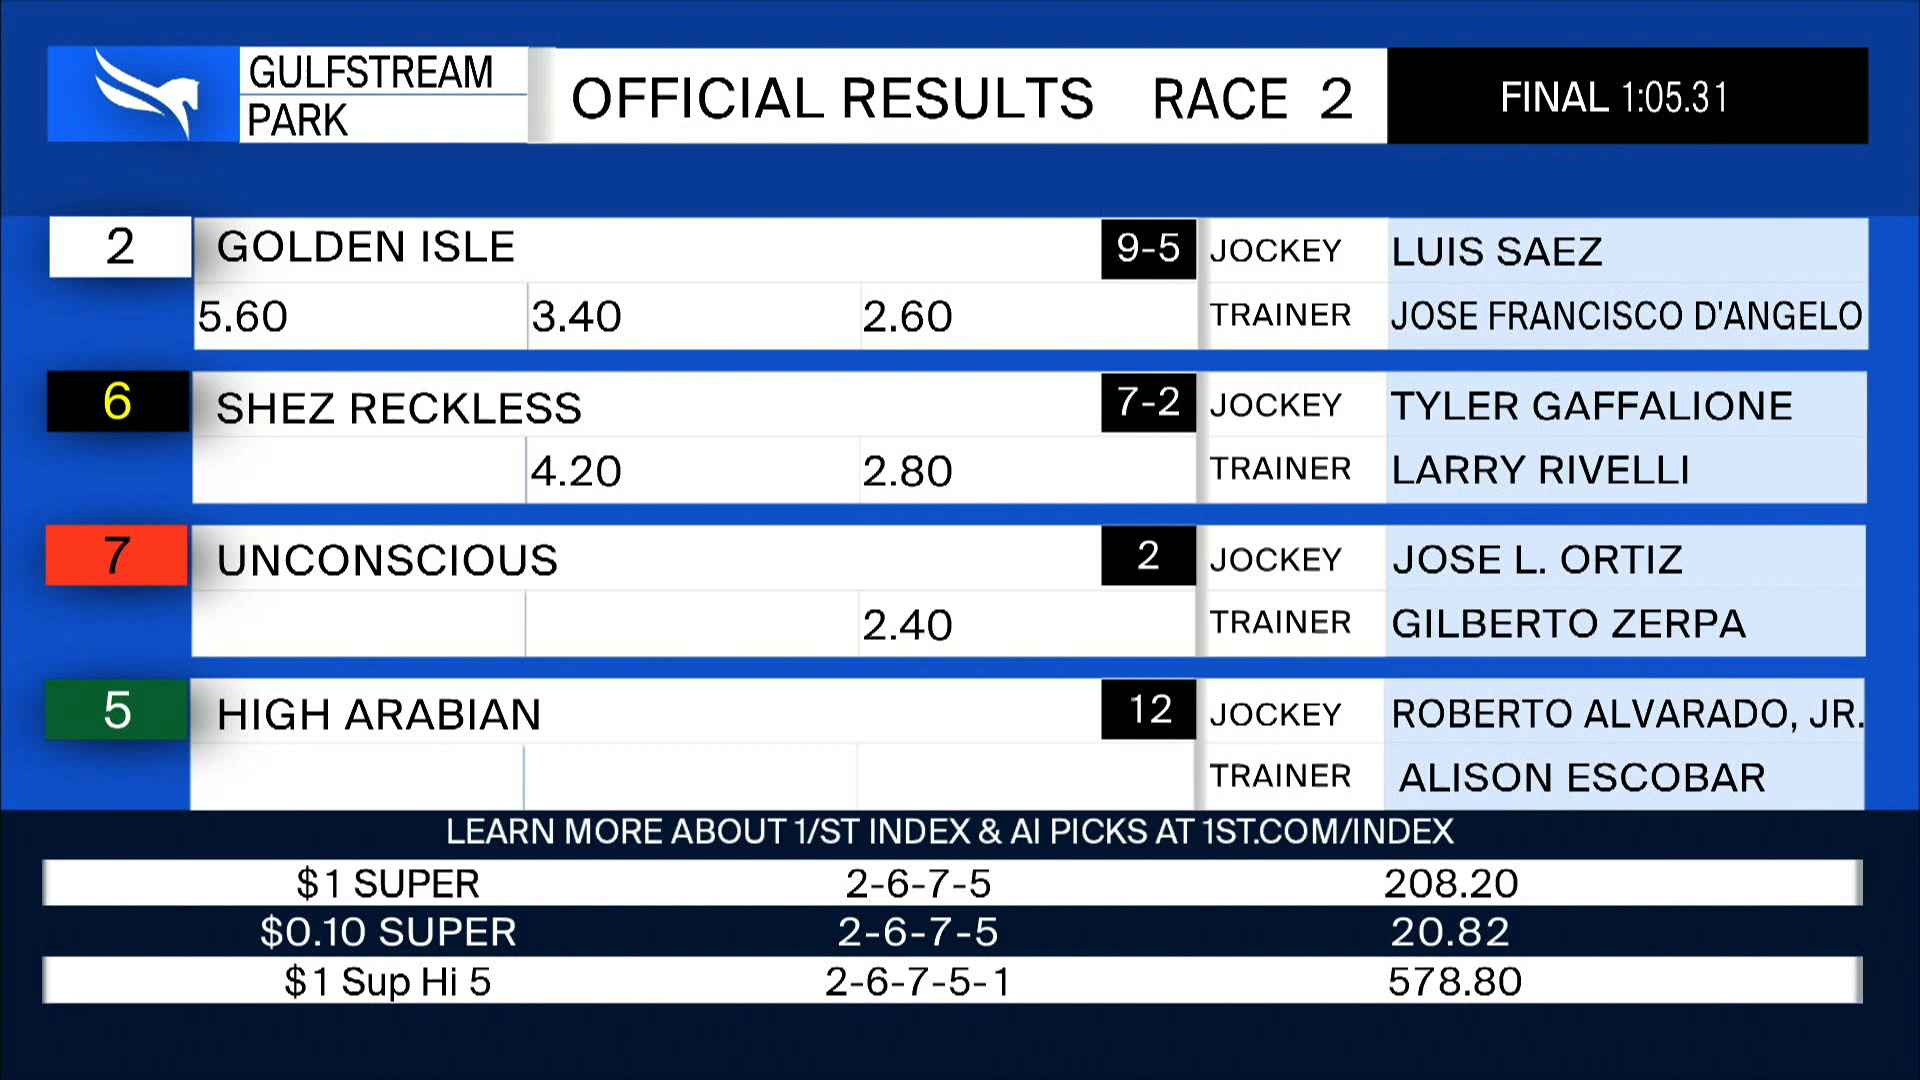 GULFSTREAM
PARK
OFFICIAL RESULTS RACE 2
FINAL 1:05.31
2 GOLDEN ISLE 9-5 JOCKEY LUIS SAEZ
5.60 3.40 2.60 TRAINER JOSE FRANCISCO D'ANGELO
6 SHEZ RECKLESS 7-2 JOCKEY TYLER GAFFALIONE
4.20 2.80 TRAINER LARRY RIVELLI
7 UNCONSCIOUS 2 JOCKEY JOSE L. ORTIZ
2.40 TRAINER GILBERTO ZERPA
5 HIGH ARABIAN 12 JOCKEY ROBERTO ALVARADO, JR.
TRAINER ALISON ESCOBAR
LEARN MORE ABOUT 1/ST INDEX & AI PICKS AT 1ST.COM/INDEX
$1 SUPER 2-6-7-5 208.20
$0.10 SUPER 2-6-7-5 20.82
$1 Sup Hi 5 2-6-7-5-1 578.80